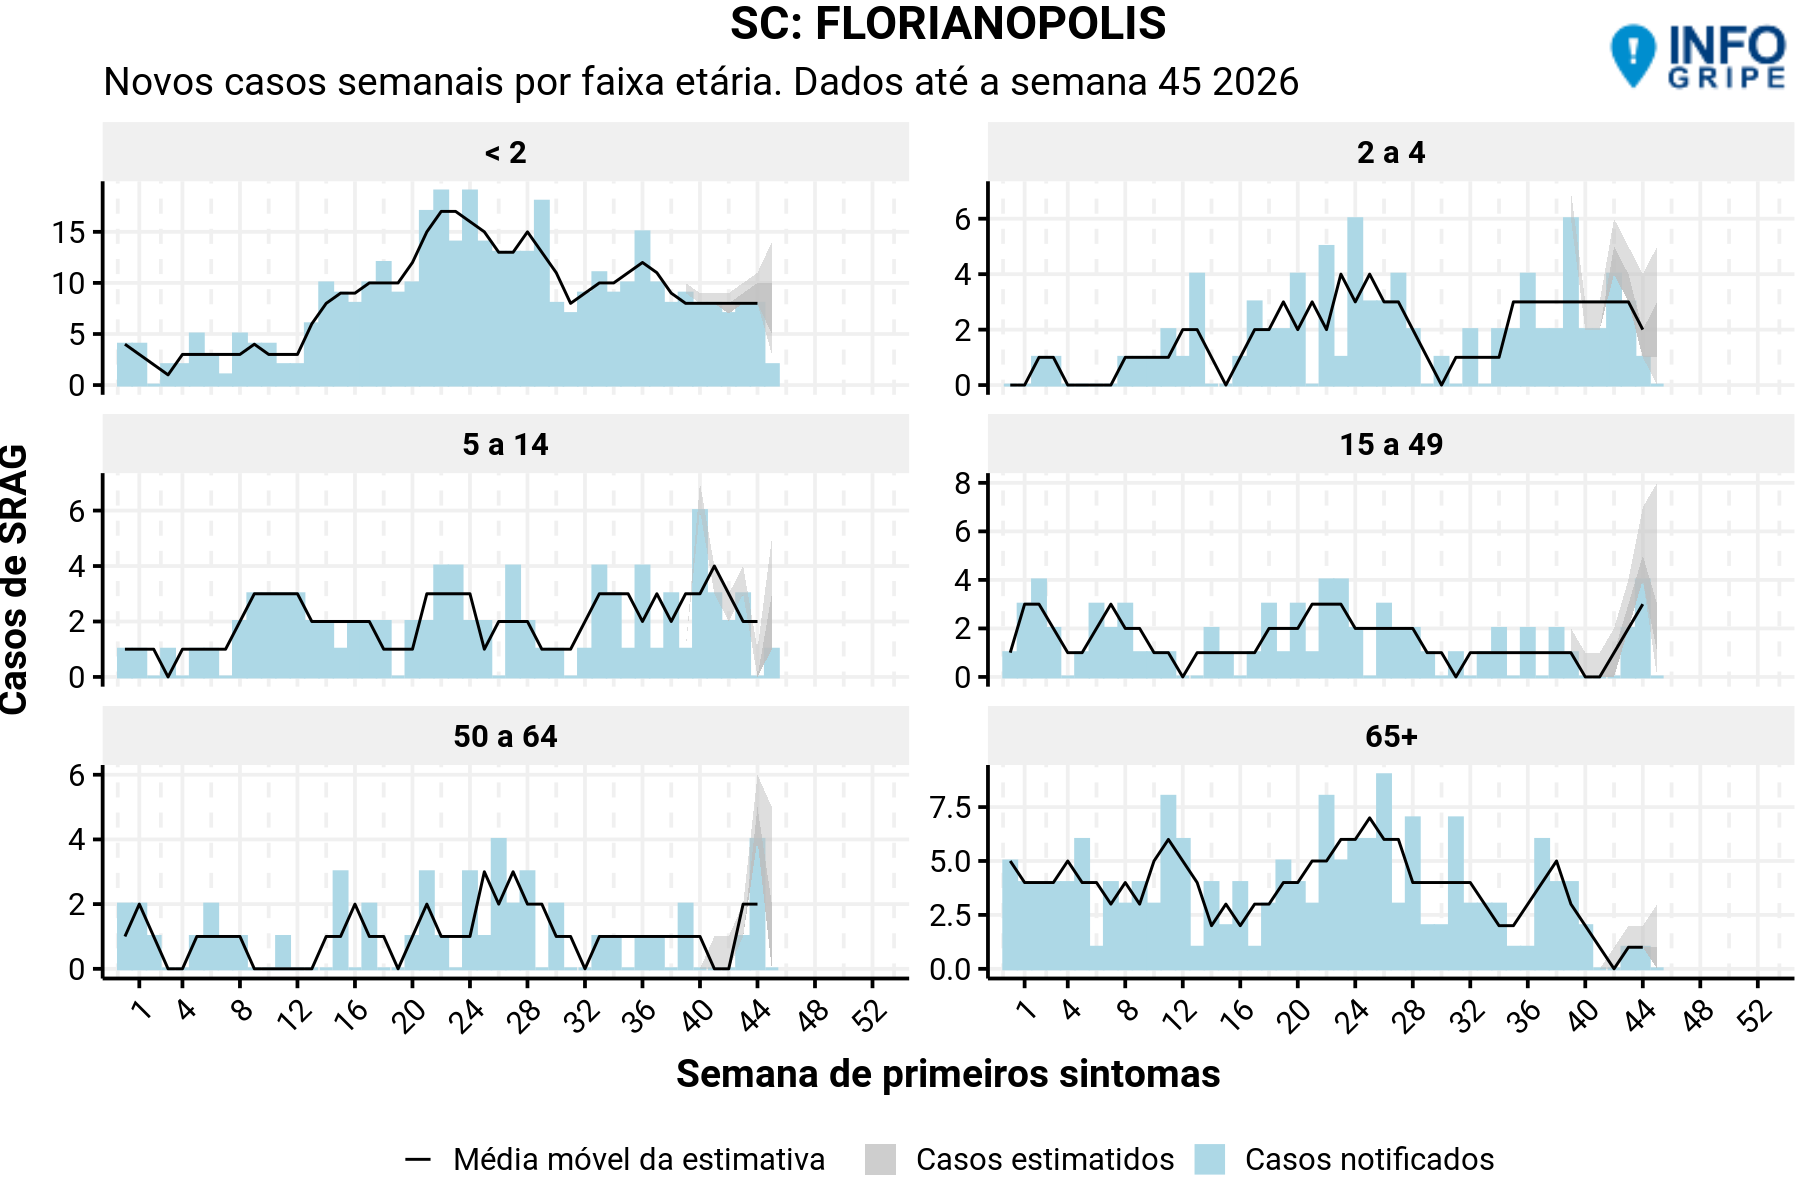 SC: FLORIANOPOLIS
INFO
GRIPE
Novos casos semanais por faixa etária. Dados até a semana 45 2026
< 2
2 a 4
15
10
5
0
6
4
2
0
5 a 14
15 a 49
6
4
2
0
8
6
4
2
0
Casos de SRAG
50 a 64
65+
6
4
2
0
7.5
5.0
2.5
0.0
1 4 8 12 16 20 24 28 32 36 40 44 48 52
1 4 8 12 16 20 24 28 32 36 40 44 48 52
Semana de primeiros sintomas
Média móvel da estimativa Casos estimatidos Casos notificados